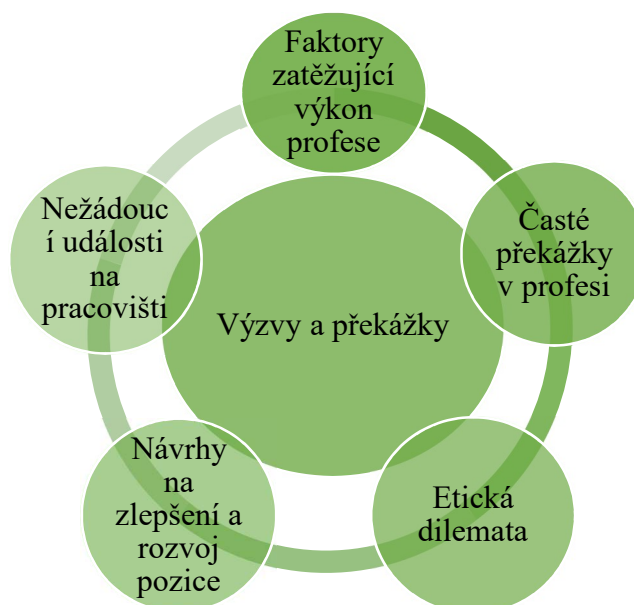 Faktory
zatěžující
výkon
profese
Časté
překážky
v profesi
Etická
dilemata
Návrhy
na
zlepšení a
rozvoj
pozice
Nežádouc
í události
na
pracovišti
Výzvy a překážky